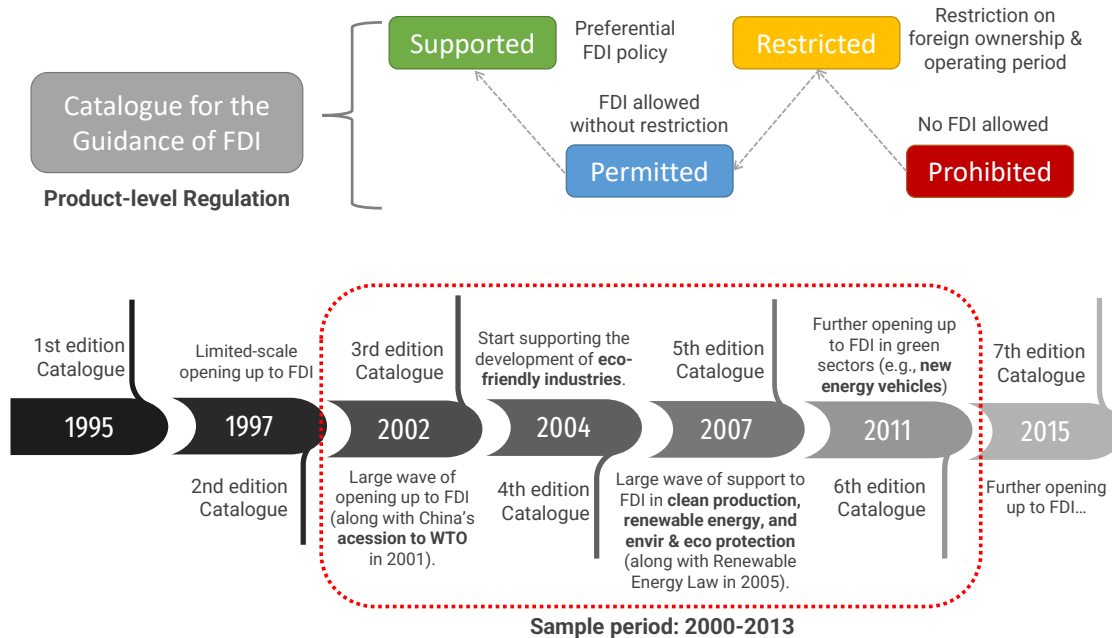 Catalogue for the
Guidance of FDI
Product-level Regulation
Supported
Preferential
FDI policy
Restricted
Restriction on
foreign ownership &
operating period
FDI allowed
without restriction
Permitted
No FDI allowed
Prohibited
1st edition
Catalogue
1995
Limited-scale
opening up to FDI
1997
2nd edition
Catalogue
3rd edition
Catalogue
2002
Large wave of
opening up to FDI
(along with China's
acession to WTO
in 2001).
Start supporting the
development of eco-
friendly industries.
2004
4th edition
Catalogue
5th edition
Catalogue
2007
Large wave of support to
FDI in clean production,
renewable energy, and
envir & eco protection
(along with Renewable
Energy Law in 2005).
Further opening up
to FDI in green
sectors (e.g., new
energy vehicles)
2011
6th edition
Catalogue
7th edition
Catalogue
2015
Further opening
up to FDI…
Sample period: 2000-2013